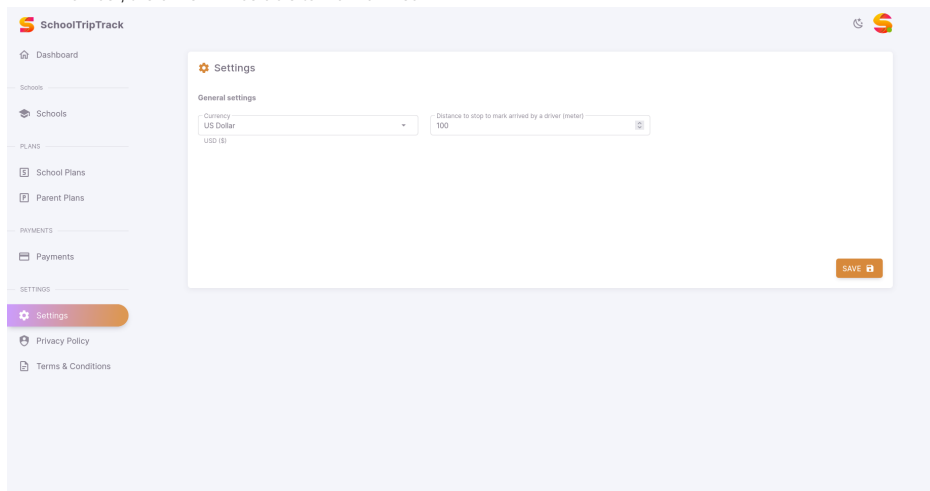 SchoolTripTrack
Dashboard
Schools
Schools
PLANS
S School Plans
P Parent Plans
PAYMENTS
Payments
SETTINGS
Settings
Privacy Policy
Terms & Conditions
Settings
General settings
Currency
US Dollar
USD ($)
Distance to stop to mark arrived by a driver (meter)
100
SAVE